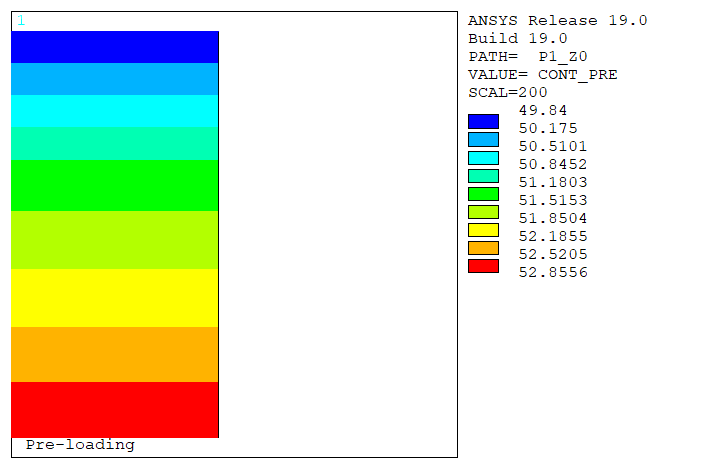 1
ANSYS Release 19.0
Build 19.0
PATH=  P1_Z0
VALUE= CONT_PRE
SCAL=200
49.84
50.175
50.5101
50.8452
51.1803
51.5153
51.8504
52.1855
52.5205
52.8556
Pre-loading